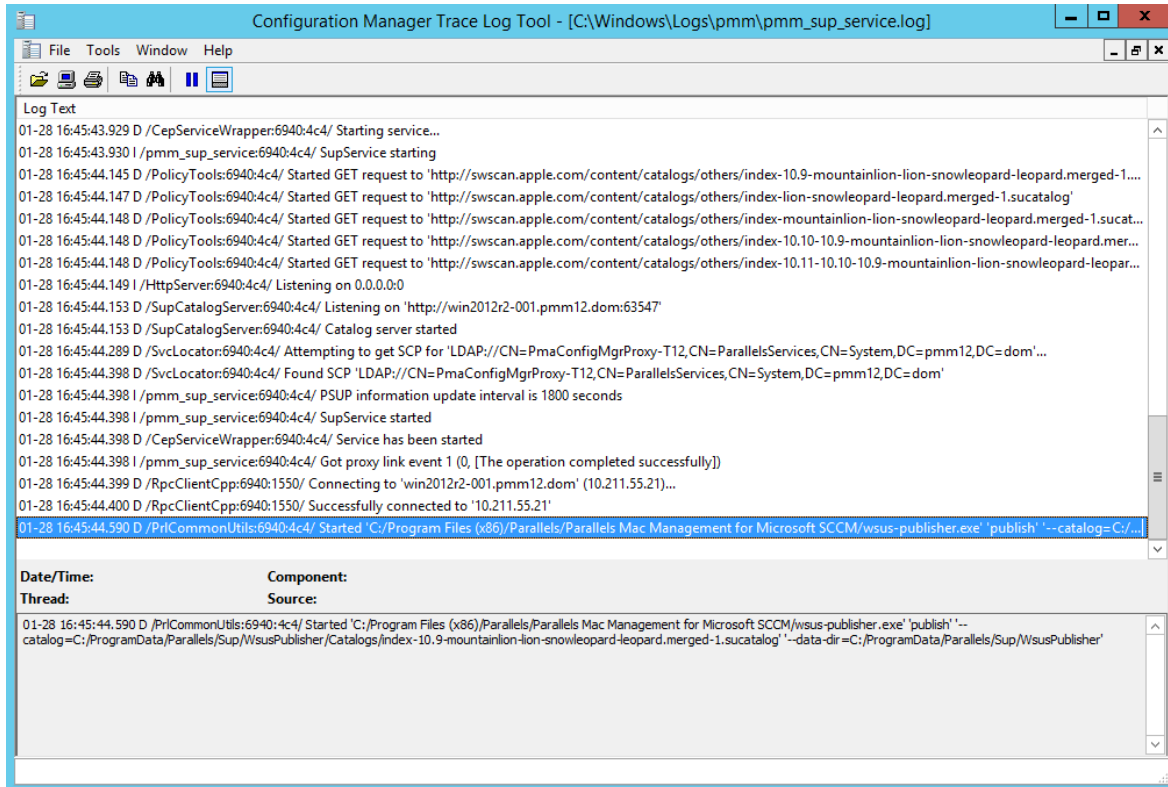 Configuration Manager Trace Log Tool - [C:\Windows\Logs\pmm\pmm_sup_service.log]
File Tools Window Help
Log Text
01-28 16:45:43.929 D /CepServiceWrapper:6940:4c4/ Starting service...
01-28 16:45:43.930 I /pmm_sup_service:6940:4c4/ SupService starting
01-28 16:45:44.145 D /PolicyTools:6940:4c4/ Started GET request to 'http://swscan.apple.com/content/catalogs/others/index-10.9-mountainlion-lion-snowleopard-leopard.merged-1....
01-28 16:45:44.147 D /PolicyTools:6940:4c4/ Started GET request to 'http://swscan.apple.com/content/catalogs/others/index-lion-snowleopard-leopard.merged-1.sucatalog'
01-28 16:45:44.148 D /PolicyTools:6940:4c4/ Started GET request to 'http://swscan.apple.com/content/catalogs/others/index-mountainlion-lion-snowleopard-leopard.merged-1.sucat...
01-28 16:45:44.148 D /PolicyTools:6940:4c4/ Started GET request to 'http://swscan.apple.com/content/catalogs/others/index-10.10-10.9-mountainlion-lion-snowleopard-leopard.mer...
01-28 16:45:44.148 D /PolicyTools:6940:4c4/ Started GET request to 'http://swscan.apple.com/content/catalogs/others/index-10.11-10.10-10.9-mountainlion-lion-snowleopard-leopar...
01-28 16:45:44.149 I /HttpServer:6940:4c4/ Listening on 0.0.0.0:0
01-28 16:45:44.153 D /SupCatalogServer:6940:4c4/ Listening on 'http://win2012r2-001.pmm12.dom:63547'
01-28 16:45:44.153 D /SupCatalogServer:6940:4c4/ Catalog server started
01-28 16:45:44.289 D /SvcLocator:6940:4c4/ Attempting to get SCP for 'LDAP://CN=PmaConfigMgrProxy-T12,CN=ParallelsServices,CN=System,DC=pmm12,DC=dom'...
01-28 16:45:44.398 D /SvcLocator:6940:4c4/ Found SCP 'LDAP://CN=PmaConfigMgrProxy-T12,CN=ParallelsServices,CN=System,DC=pmm12,DC=dom'
01-28 16:45:44.398 I /pmm_sup_service:6940:4c4/ PSUP information update interval is 1800 seconds
01-28 16:45:44.398 I /pmm_sup_service:6940:4c4/ SupService started
01-28 16:45:44.398 D /CepServiceWrapper:6940:4c4/ Service has been started
01-28 16:45:44.398 I /pmm_sup_service:6940:4c4/ Got proxy link event 1 (0, [The operation completed successfully])
01-28 16:45:44.399 D /RpcClientCpp:6940:1550/ Connecting to 'win2012r2-001.pmm12.dom' (10.211.55.21)...
01-28 16:45:44.400 D /RpcClientCpp:6940:1550/ Successfully connected to '10.211.55.21'
01-28 16:45:44.590 D /PrlCommonUtils:6940:4c4/ Started 'C:/Program Files (x86)/Parallels/Parallels Mac Management for Microsoft SCCM/wsus-publisher.exe' 'publish' '--catalog=C:/...
Date/Time: Component:
Thread: Source:
01-28 16:45:44.590 D /PrlCommonUtils:6940:4c4/ Started 'C:/Program Files (x86)/Parallels/Parallels Mac Management for Microsoft SCCM/wsus-publisher.exe' 'publish' '--
catalog=C:/ProgramData/Parallels/Sup/WsusPublisher/Catalogs/index-10.9-mountainlion-lion-snowleopard-leopard.merged-1.sucatalog' '--data-dir=C:/ProgramData/Parallels/Sup/WsusPublisher'